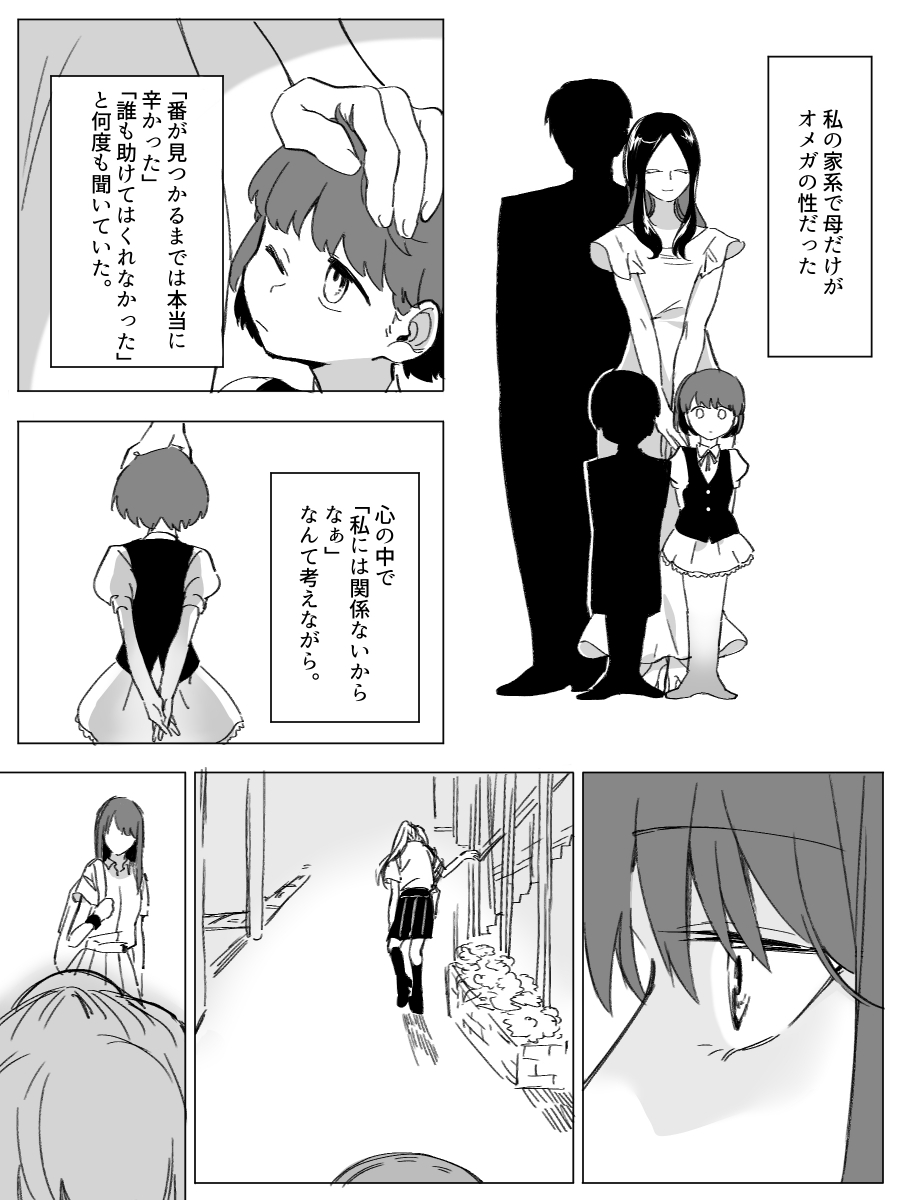 私の家系で母だけが
オメガの性だった
「番が見つかるまでは本当に
辛かった」
「誰も助けてはくれなかった」
と何度も聞いていた。
心の中で
「私には関係ないから
なぁ」
なんて考えながら。